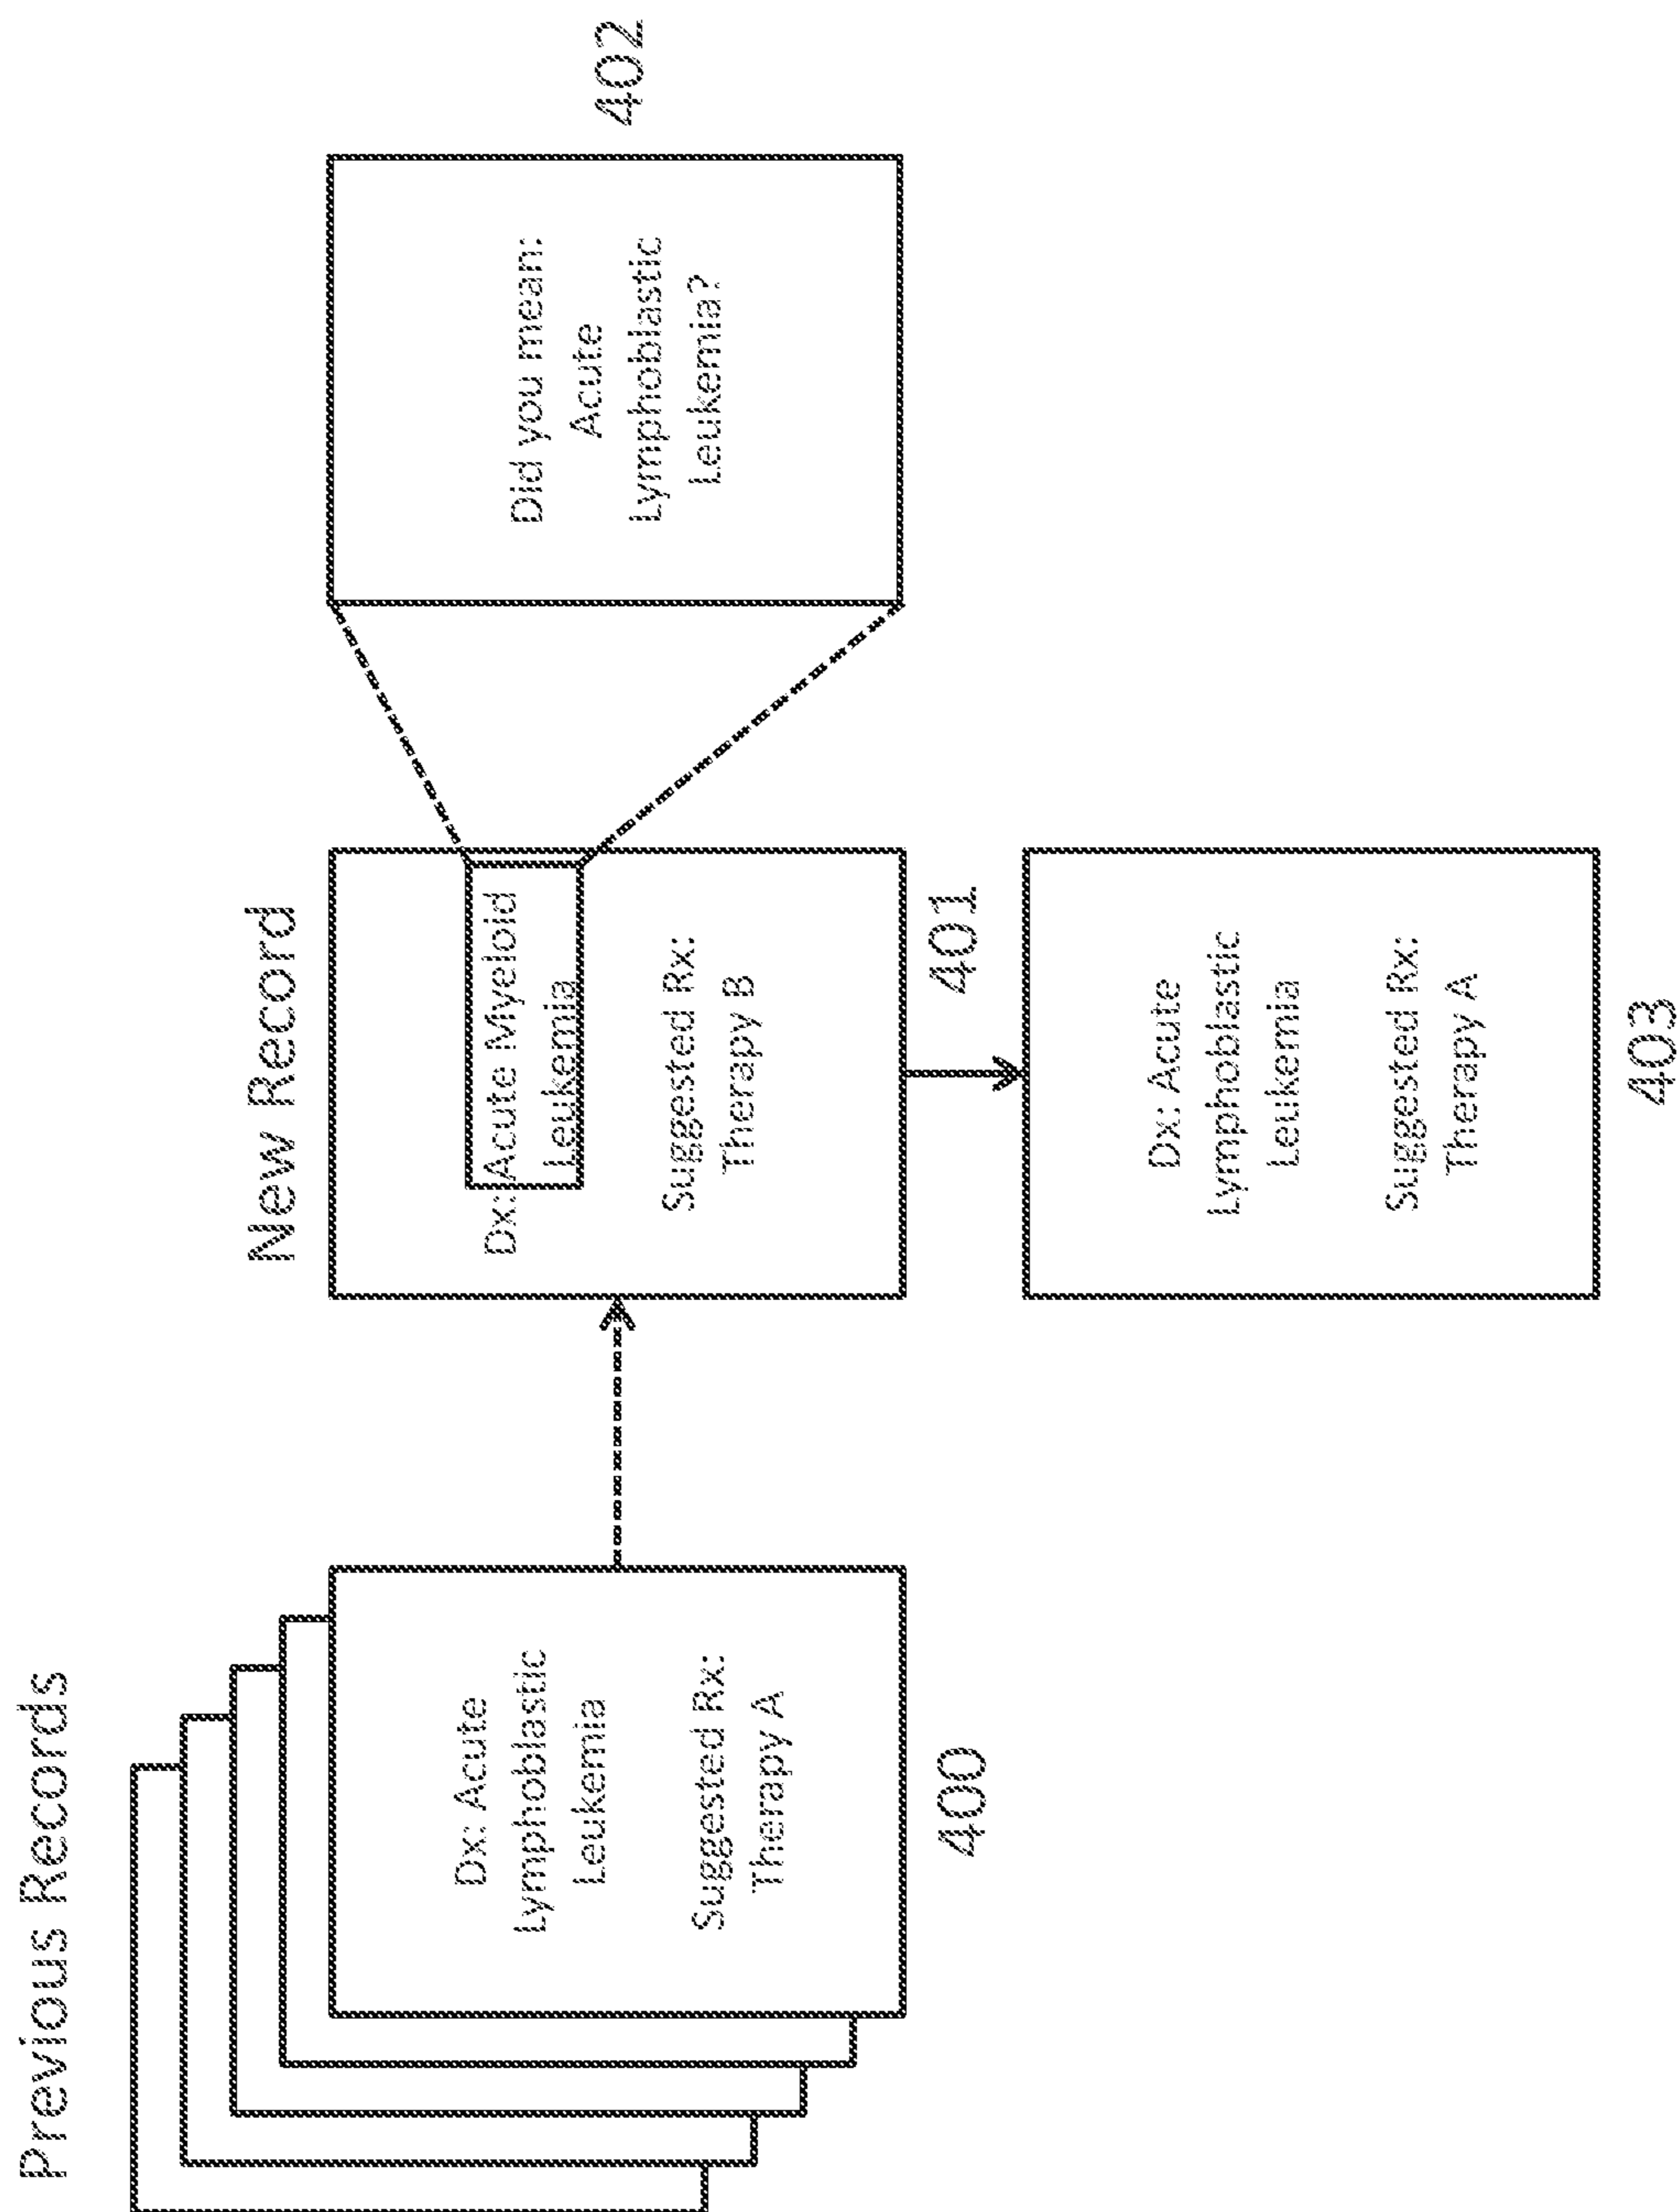 Previous Records
Dx: Acute
Lymphoblastic
Leukemia
Suggested Rx:
Therapy A
400
New Record
Dx: Acute Myeloid
Leukemia
Suggested Rx:
Therapy B
401
Did you mean:
Acute
Lymphoblastic
Leukemia?
402
Dx: Acute
Lymphoblastic
Leukemia
Suggested Rx:
Therapy A
403